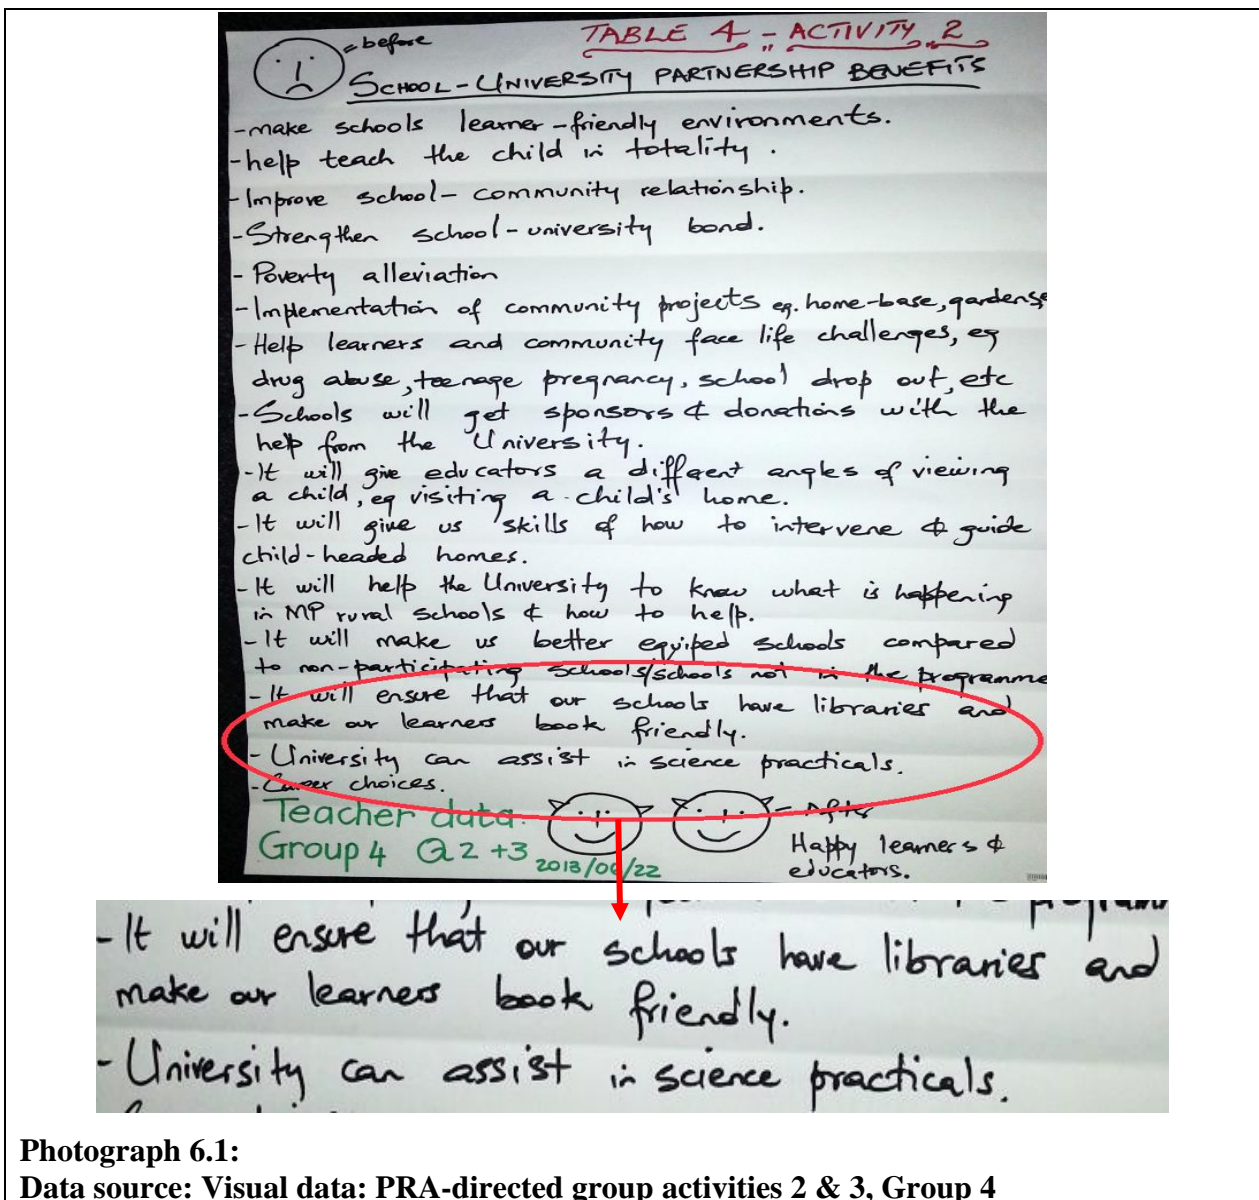 = before
TABLE 4 - ACTIVITY 2
SCHOOL-UNIVERSITY PARTNERSHIP BENEFITS
-make schools learner-friendly environments.
-help teach the child in totality.
-Improve school-community relationship.
-Strengthen school-university bond.
- Poverty alleviation
-Implementation of community projects eg. home-base, gardens,
-Help learners and community face life challenges, eg
drug abuse, teenage pregnancy, school drop out, etc
-Schools will get sponsors & donations with the
help from the University.
-It will give educators a different angles of viewing
a child, eg visiting a child's home.
-It will give us skills of how to intervene & guide
child-headed homes.
-It will help the University to know what is happening
in MP rural schools & how to help.
-It will make us better equiped schools compared
to non-participating schools/schools not in the programme
-It will ensure that our schools have libraries and
make our learners book friendly.
-University can assist in science practicals.
-Career choices.
Teacher data:
Group 4 Q2+3 2013/06/22
- After
Happy learners &
educators.
-It will ensure that our schools have libraries and
make our learners book friendly.
-University can assist in science practicals.
Photograph 6.1:
Data source: Visual data: PRA-directed group activities 2 & 3, Group 4